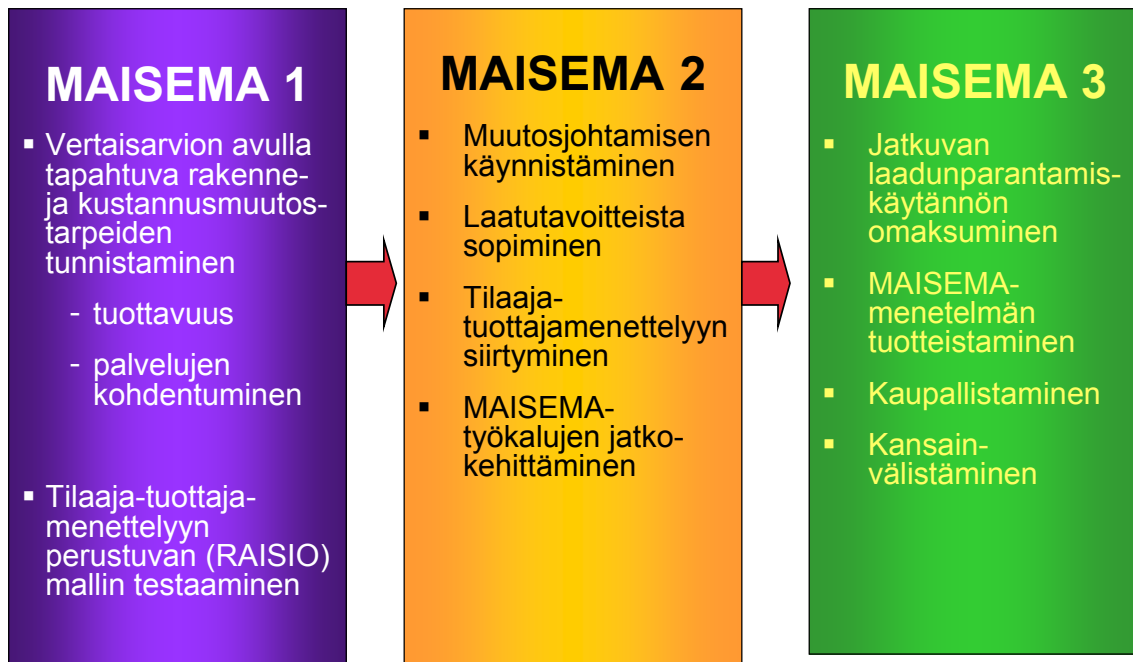 MAISEMA 1
▪ Vertaisarvion avulla
tapahtuva rakenne-
ja kustannusmuutos-
tarpeiden
tunnistaminen
- tuottavuus
- palvelujen
kohdentuminen
▪ Tilaaja-tuottaja-
menettelyyn
perustuvan (RAISIO)
mallin testaaminen
MAISEMA 2
▪ Muutosjohtamisen
käynnistäminen
▪ Laatutavoitteista
sopiminen
▪ Tilaaja-
tuottajamenettelyyn
siirtyminen
▪ MAISEMA-
työkalujen jatko-
kehittäminen
MAISEMA 3
▪ Jatkuvan
laadunparantamis-
käytännön
omaksuminen
▪ MAISEMA-
menetelmän
tuotteistaminen
▪ Kaupallistaminen
▪ Kansain-
välistäminen